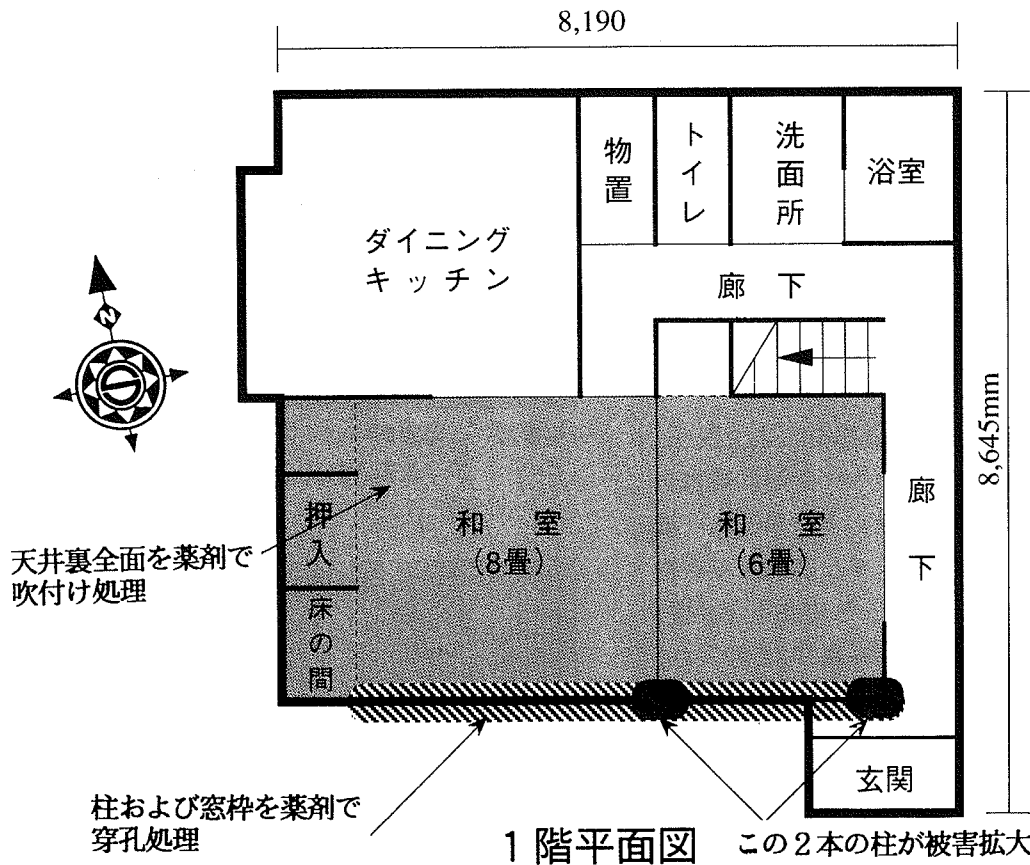 8,190
物置
トイレ
洗面所
浴室
ダイニング
キッチン
廊 下
N
8,645mm
押入
和 室
(8畳)
和 室
(6畳)
廊
下
天井裏全面を薬剤で
吹付け処理
床の間
玄関
柱および窓枠を薬剤で
穿孔処理
1階平面図
この2本の柱が被害拡大